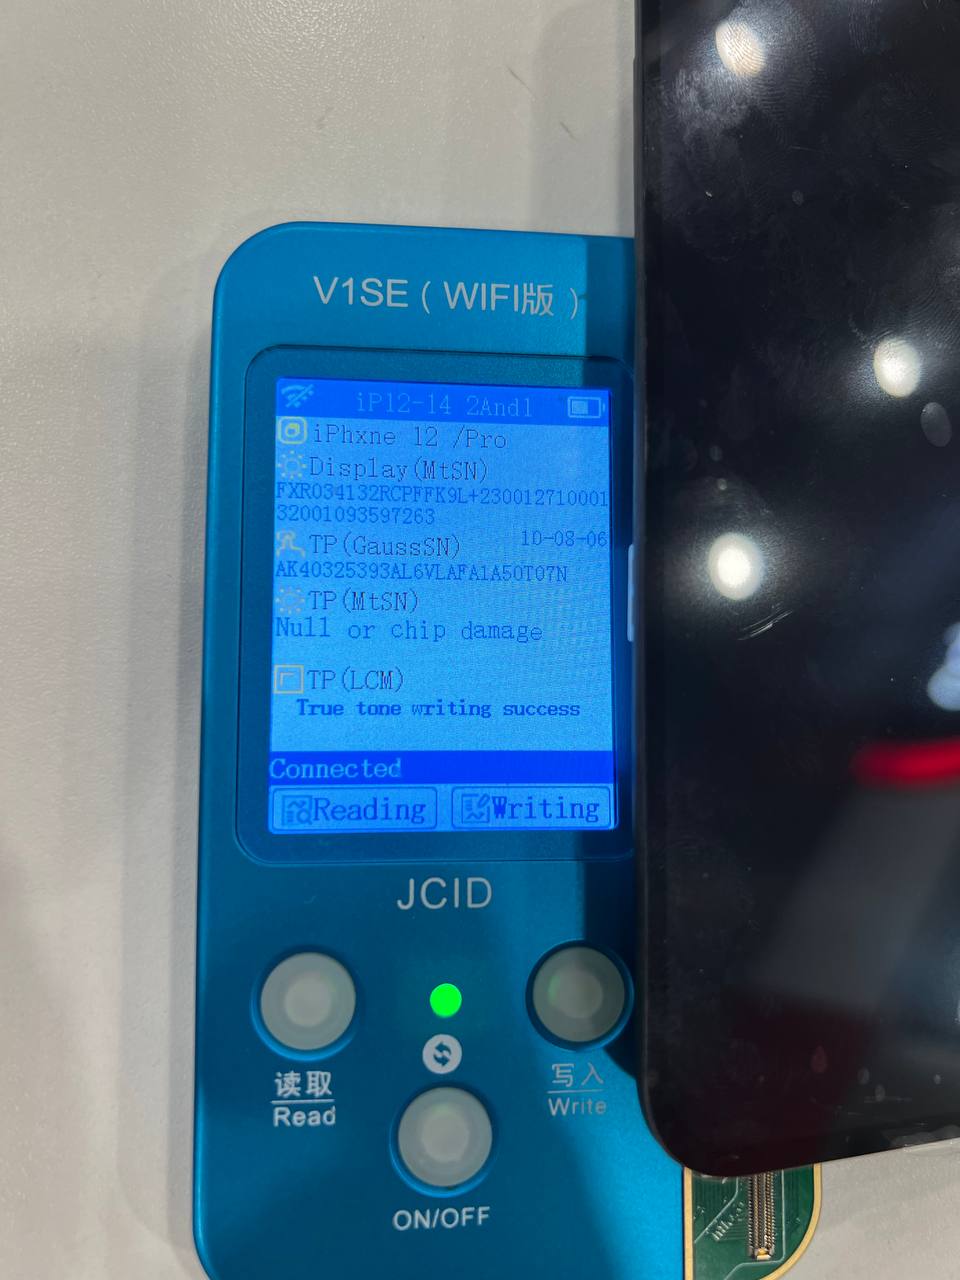 V1SE ( WIFI版 )
iP12-14 2And1
iPhxne 12 /Pro
Display(MtSN)
FXR034132RCPFFK9L+230012710001
32001093597263
TP(GaussSN) 10-08-06
AK40325393AL6VLAFA1A50T07N
TP(MtSN)
Null or chip damage
TP(LCM)
True tone writing success
Connected
Reading Writing
JCID
读取 写入
Read Write
ON/OFF